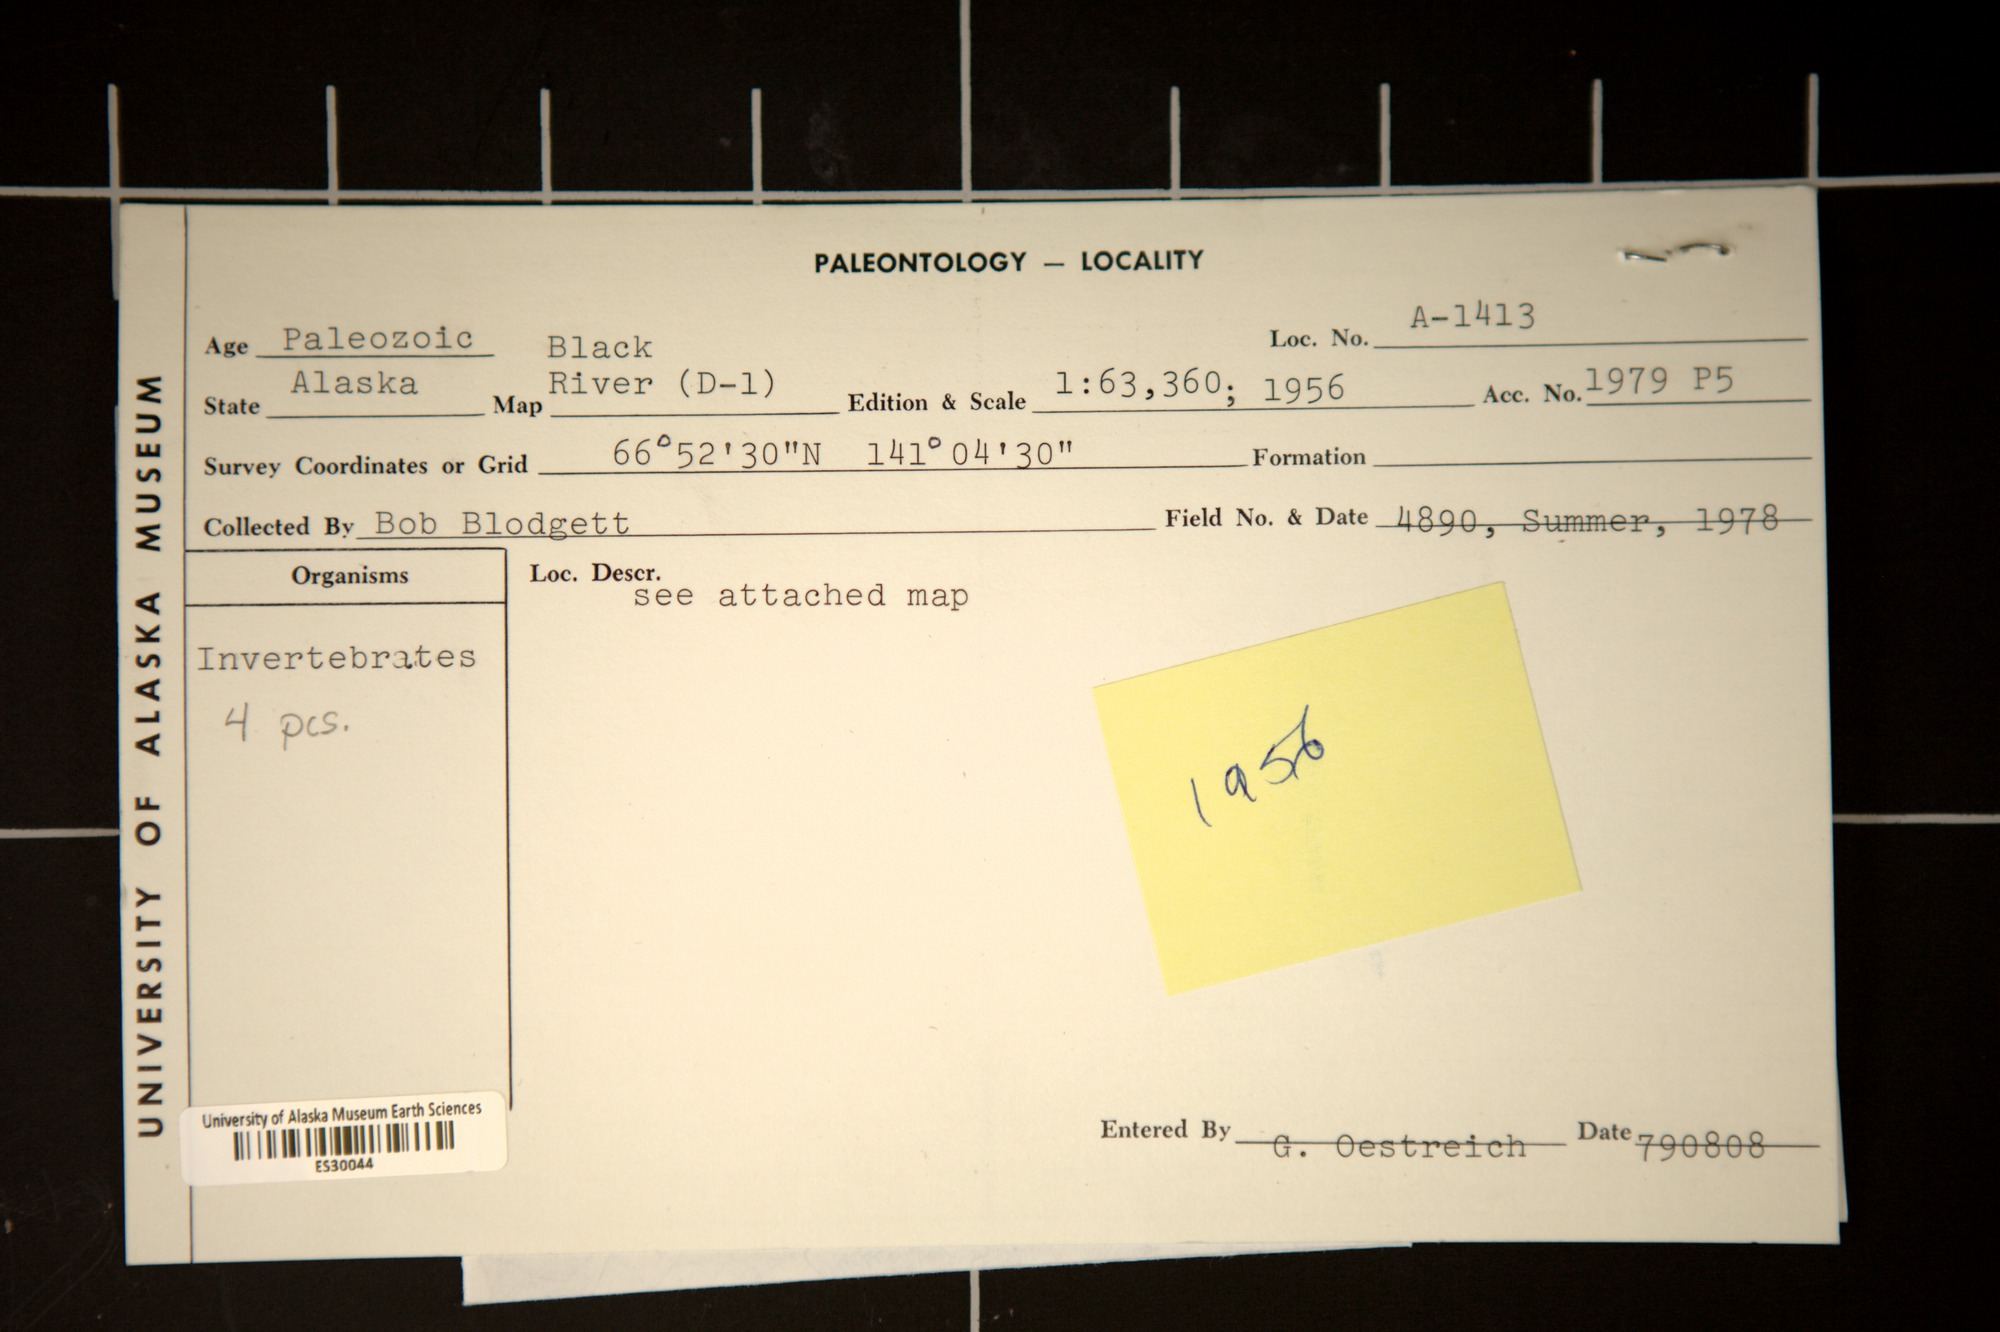 UNIVERSITY OF ALASKA MUSEUM
PALEONTOLOGY — LOCALITY
Age Paleozoic
Loc. No. A-1413
State Alaska Map Black River (D-1) Edition & Scale 1:63,360; 1956 Acc. No. 1979 P5
Survey Coordinates or Grid 66°52'30"N 141°04'30" Formation
Collected By Bob Blodgett Field No. & Date 4890, Summer, 1978
Organisms
Invertebrates
4 pcs.
Loc. Descr.
see attached map
1956
Entered By G. Oestreich Date 790808
University of Alaska Museum Earth Sciences
ES30044